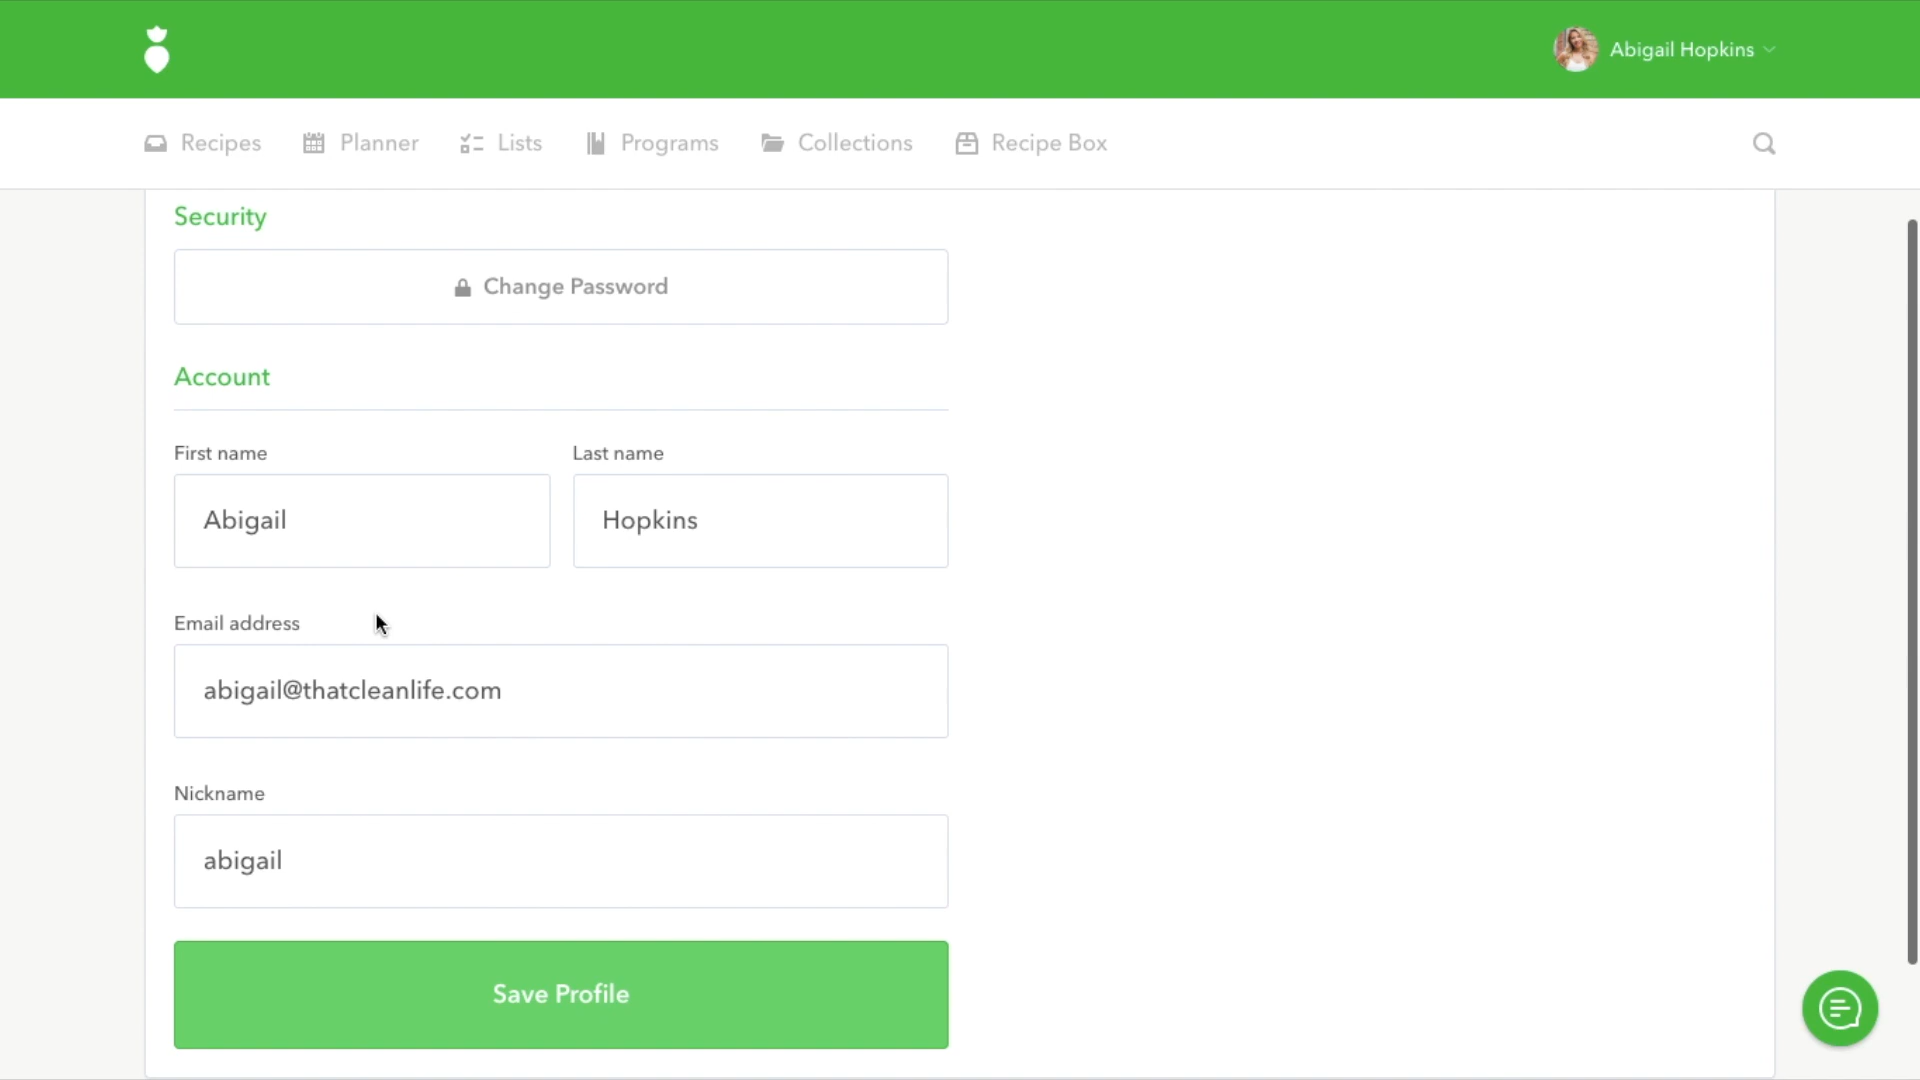 Abigail Hopkins
Recipes Planner Lists Programs Collections Recipe Box
Security
Change Password
Account
First name Last name
Abigail Hopkins
Email address
abigail@thatcleanlife.com
Nickname
abigail
Save Profile